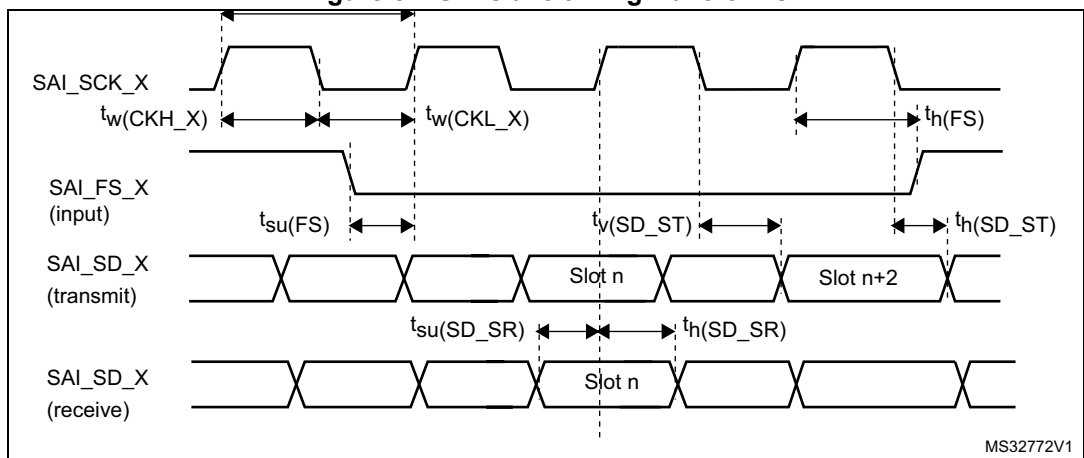 SAI_SCK_X
tw(CKH_X)
tw(CKL_X)
th(FS)
SAI_FS_X
(input)
tsu(FS)
tv(SD_ST)
th(SD_ST)
SAI_SD_X
(transmit)
Slot n
Slot n+2
tsu(SD_SR)
th(SD_SR)
SAI_SD_X
(receive)
Slot n
MS32772V1